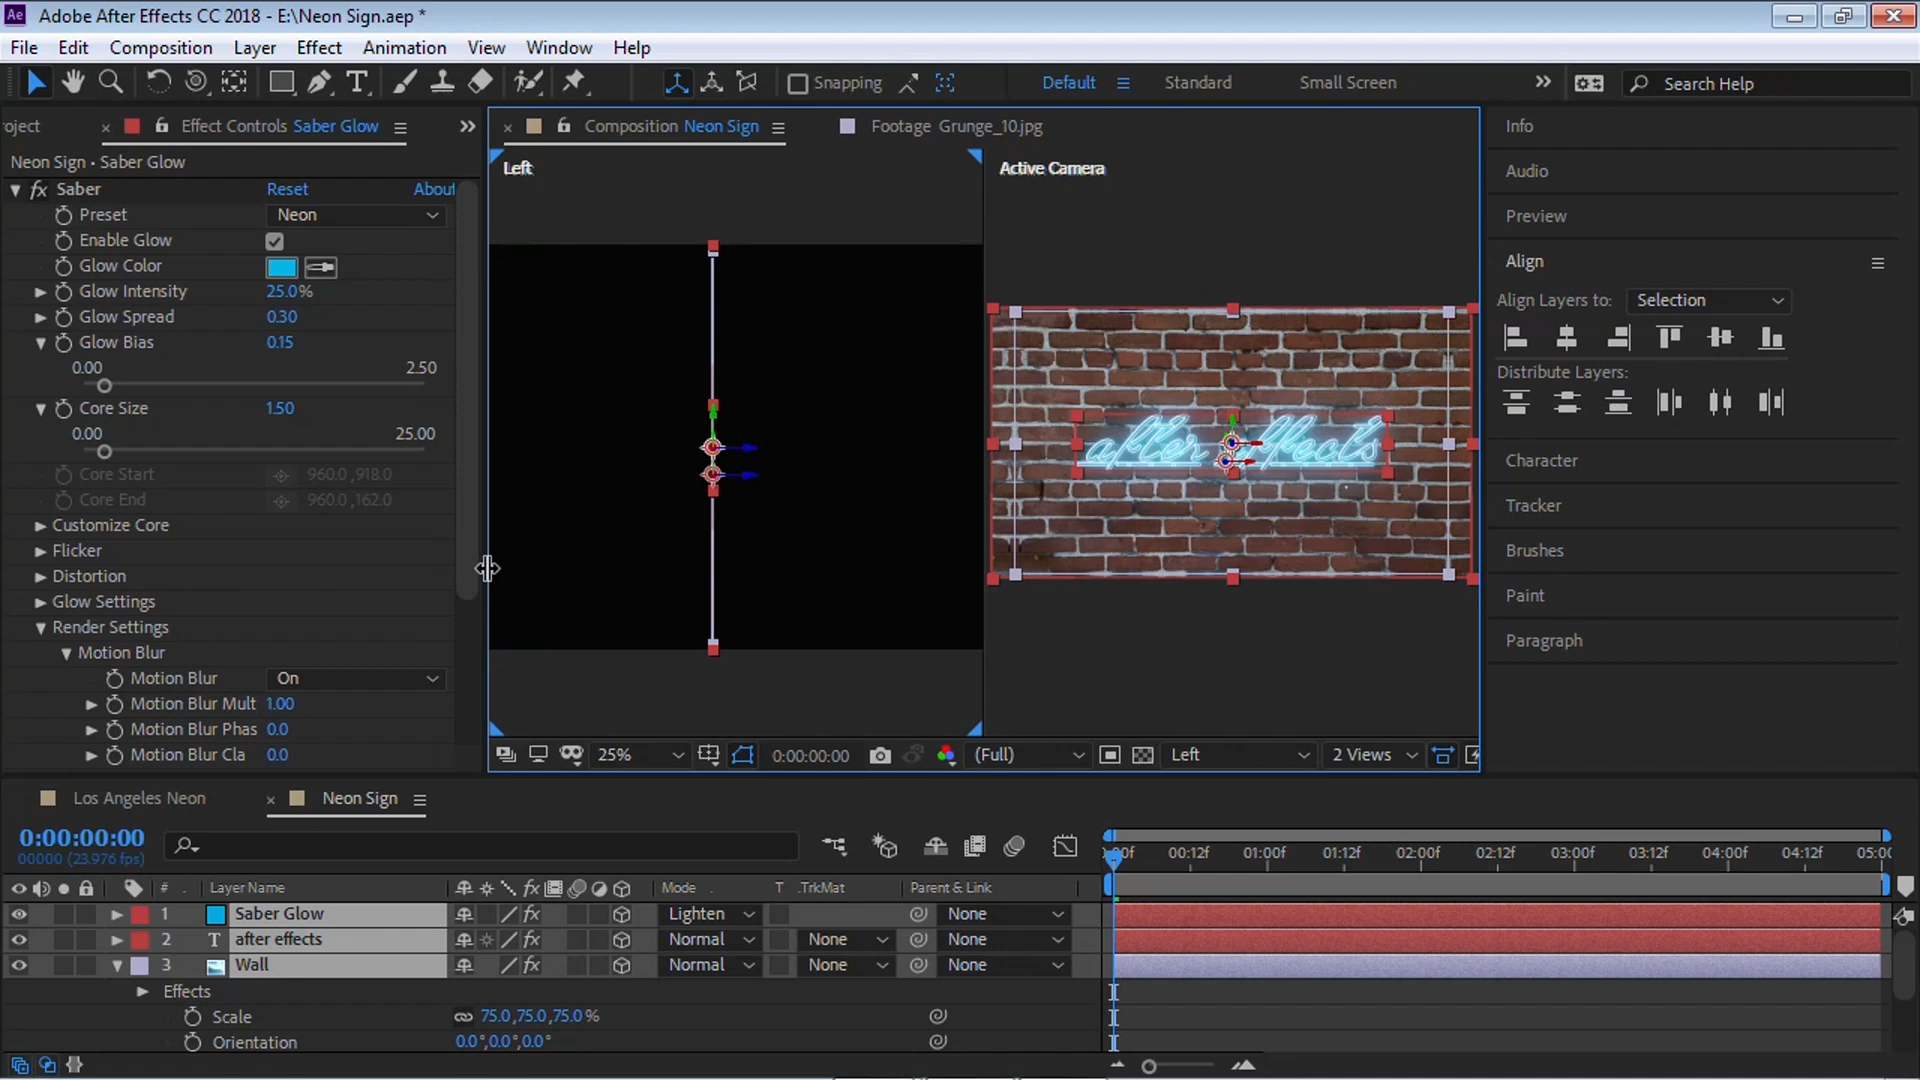 Adobe After Effects CC 2018 - E:\Neon Sign.aep *
File Edit Composition Layer Effect Animation View Window Help
Snapping Default Standard Small Screen Search Help
oject Effect Controls Saber Glow
Composition Neon Sign Footage Grunge_10.jpg
Neon Sign • Saber Glow
Saber Reset About
Preset Neon
Enable Glow
Glow Color
Glow Intensity 25.0%
Glow Spread 0.30
Glow Bias 0.15
0.00 2.50
Core Size 1.50
0.00 25.00
Core Start 960.0,918.0
Core End 960.0,162.0
Customize Core
Flicker
Distortion
Glow Settings
Render Settings
Motion Blur
Motion Blur On
Motion Blur Mult 1.00
Motion Blur Phas 0.0
Motion Blur Cla 0.0
Left
Active Camera
after effects
25% 0:00:00:00 (Full) Left 2 Views
Info
Audio
Preview
Align
Align Layers to: Selection
Distribute Layers:
Character
Tracker
Brushes
Paint
Paragraph
Los Angeles Neon Neon Sign
0:00:00:00
00000 (23.976 fps)
00f 00:12f 01:00f 01:12f 02:00f 02:12f 03:00f 03:12f 04:00f 04:12f 05:00
# Layer Name fx Mode T .TrkMat Parent & Link
1 Saber Glow fx Lighten None
2 T after effects fx Normal None None
3 Wall fx Normal None None
Effects
Scale 75.0,75.0,75.0%
Orientation 0.0°,0.0°,0.0°